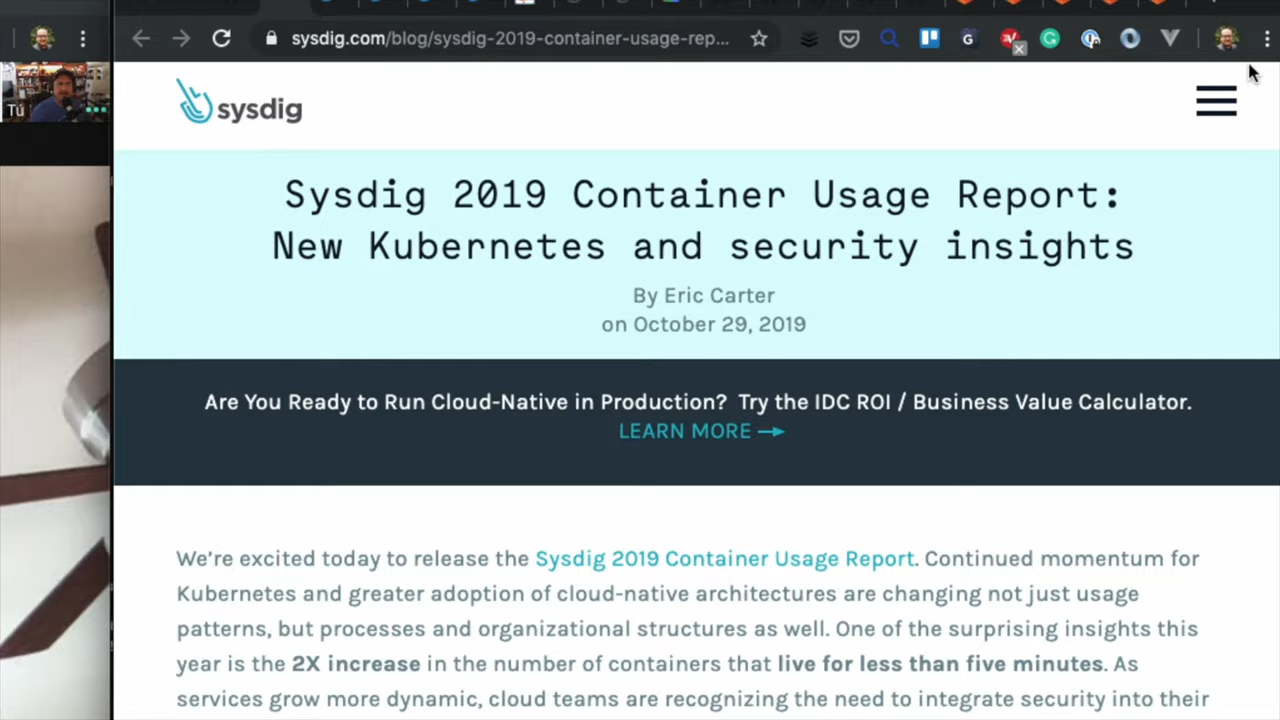 sysdig.com/blog/sysdig-2019-container-usage-rep...
Tú
sysdig
Sysdig 2019 Container Usage Report:
New Kubernetes and security insights
By Eric Carter
on October 29, 2019
Are You Ready to Run Cloud-Native in Production? Try the IDC ROI / Business Value Calculator.
LEARN MORE
We’re excited today to release the Sysdig 2019 Container Usage Report. Continued momentum for
Kubernetes and greater adoption of cloud-native architectures are changing not just usage
patterns, but processes and organizational structures as well. One of the surprising insights this
year is the 2X increase in the number of containers that live for less than five minutes. As
services grow more dynamic, cloud teams are recognizing the need to integrate security into their